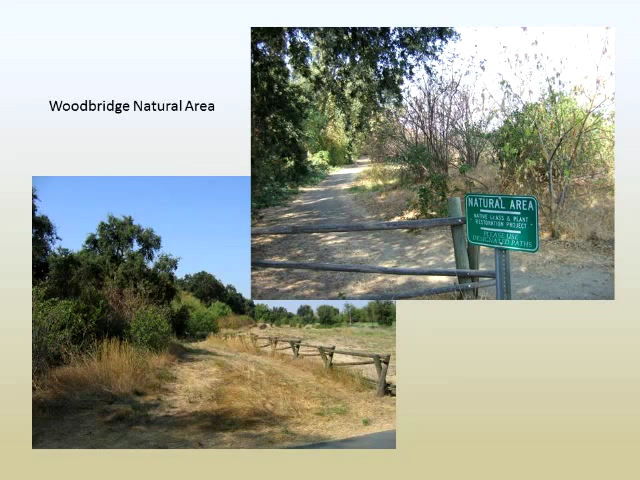 Woodbridge Natural Area
NATURAL AREA
NATIVE GRASS & PLANT
RESTORATION PROJECT
PLEASE USE
DESIGNATED PATHS